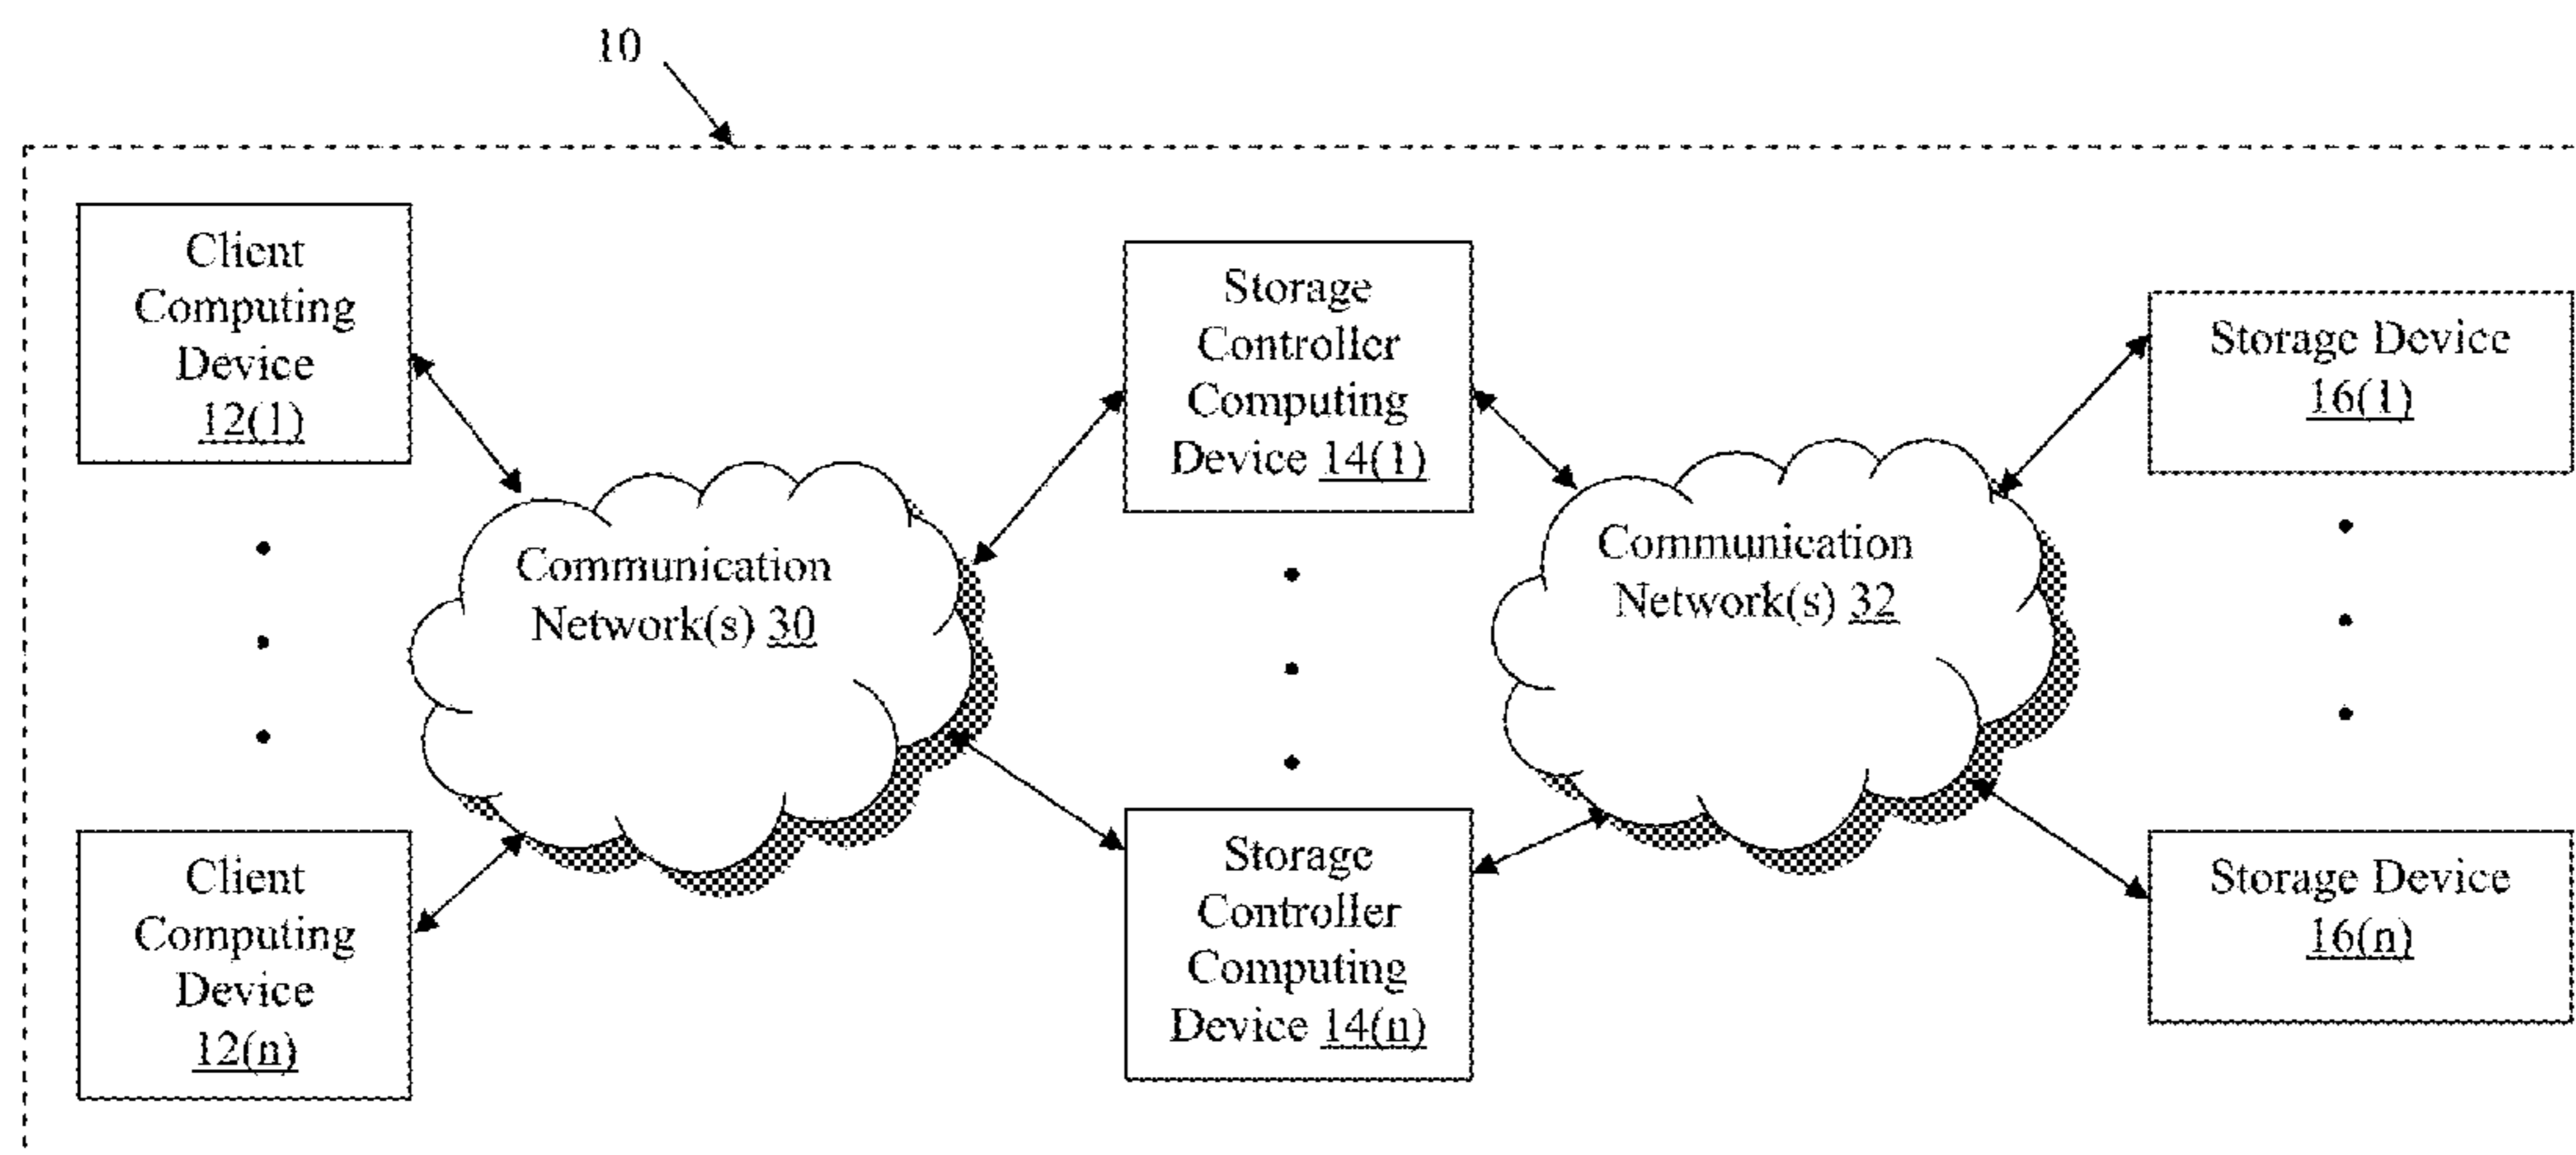 10
Client
Computing
Device
12(1)
Storage
Controller
Computing
Device 14(1)
Storage Device
16(1)
Communication
Network(s) 30
Communication
Network(s) 32
Client
Computing
Device
12(n)
Storage
Controller
Computing
Device 14(n)
Storage Device
16(n)